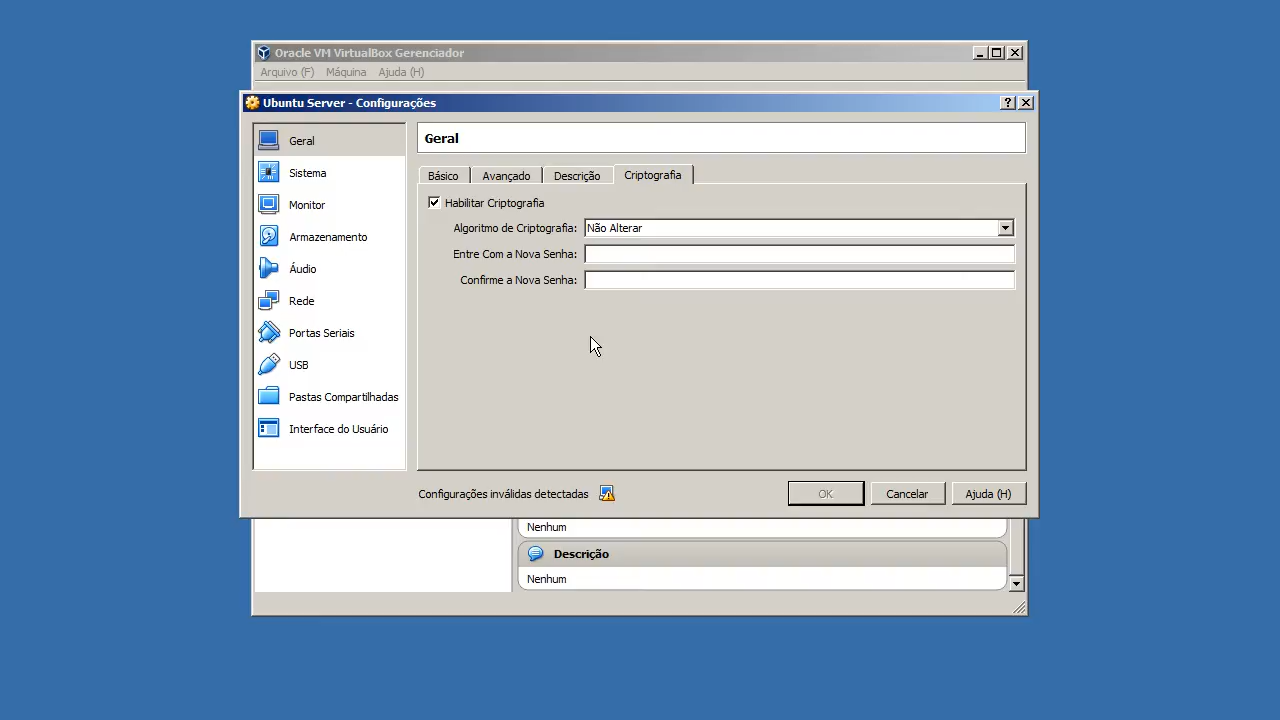 Oracle VM VirtualBox Gerenciador
Arquivo (F) Máquina Ajuda (H)
Ubuntu Server - Configurações
Geral
Sistema
Monitor
Armazenamento
Áudio
Rede
Portas Seriais
USB
Pastas Compartilhadas
Interface do Usuário
Geral
Básico Avançado Descrição Criptografia
Habilitar Criptografia
Algoritmo de Criptografia: Não Alterar
Entre Com a Nova Senha:
Confirme a Nova Senha:
Configurações inválidas detectadas
OK Cancelar Ajuda (H)
Nenhum
Descrição
Nenhum